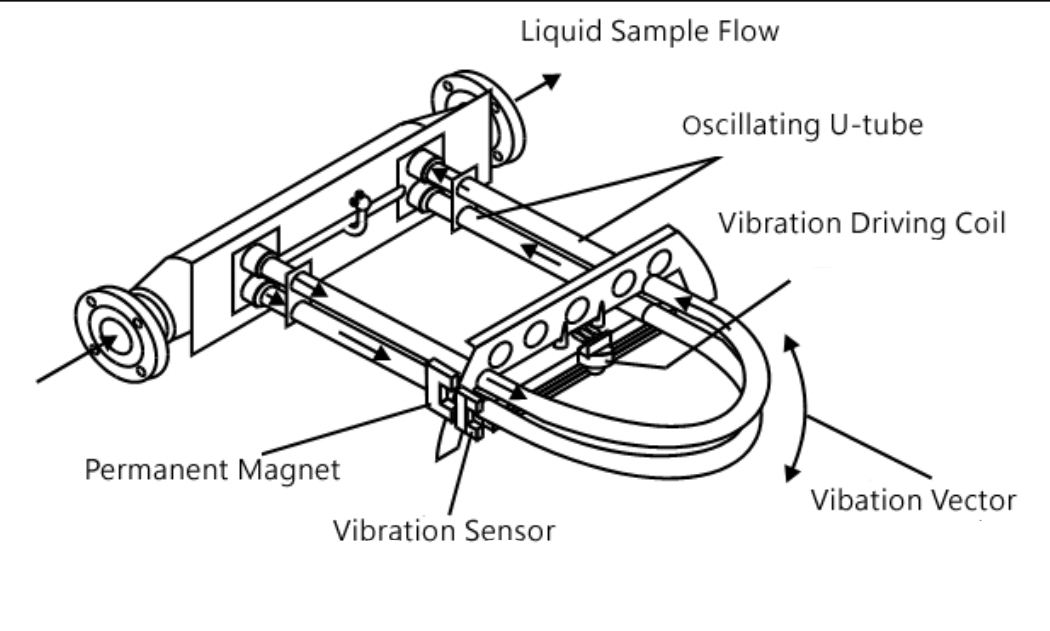 Liquid Sample Flow
Oscillating U-tube
Vibration Driving Coil
Permanent Magnet
Vibation Vector
Vibration Sensor